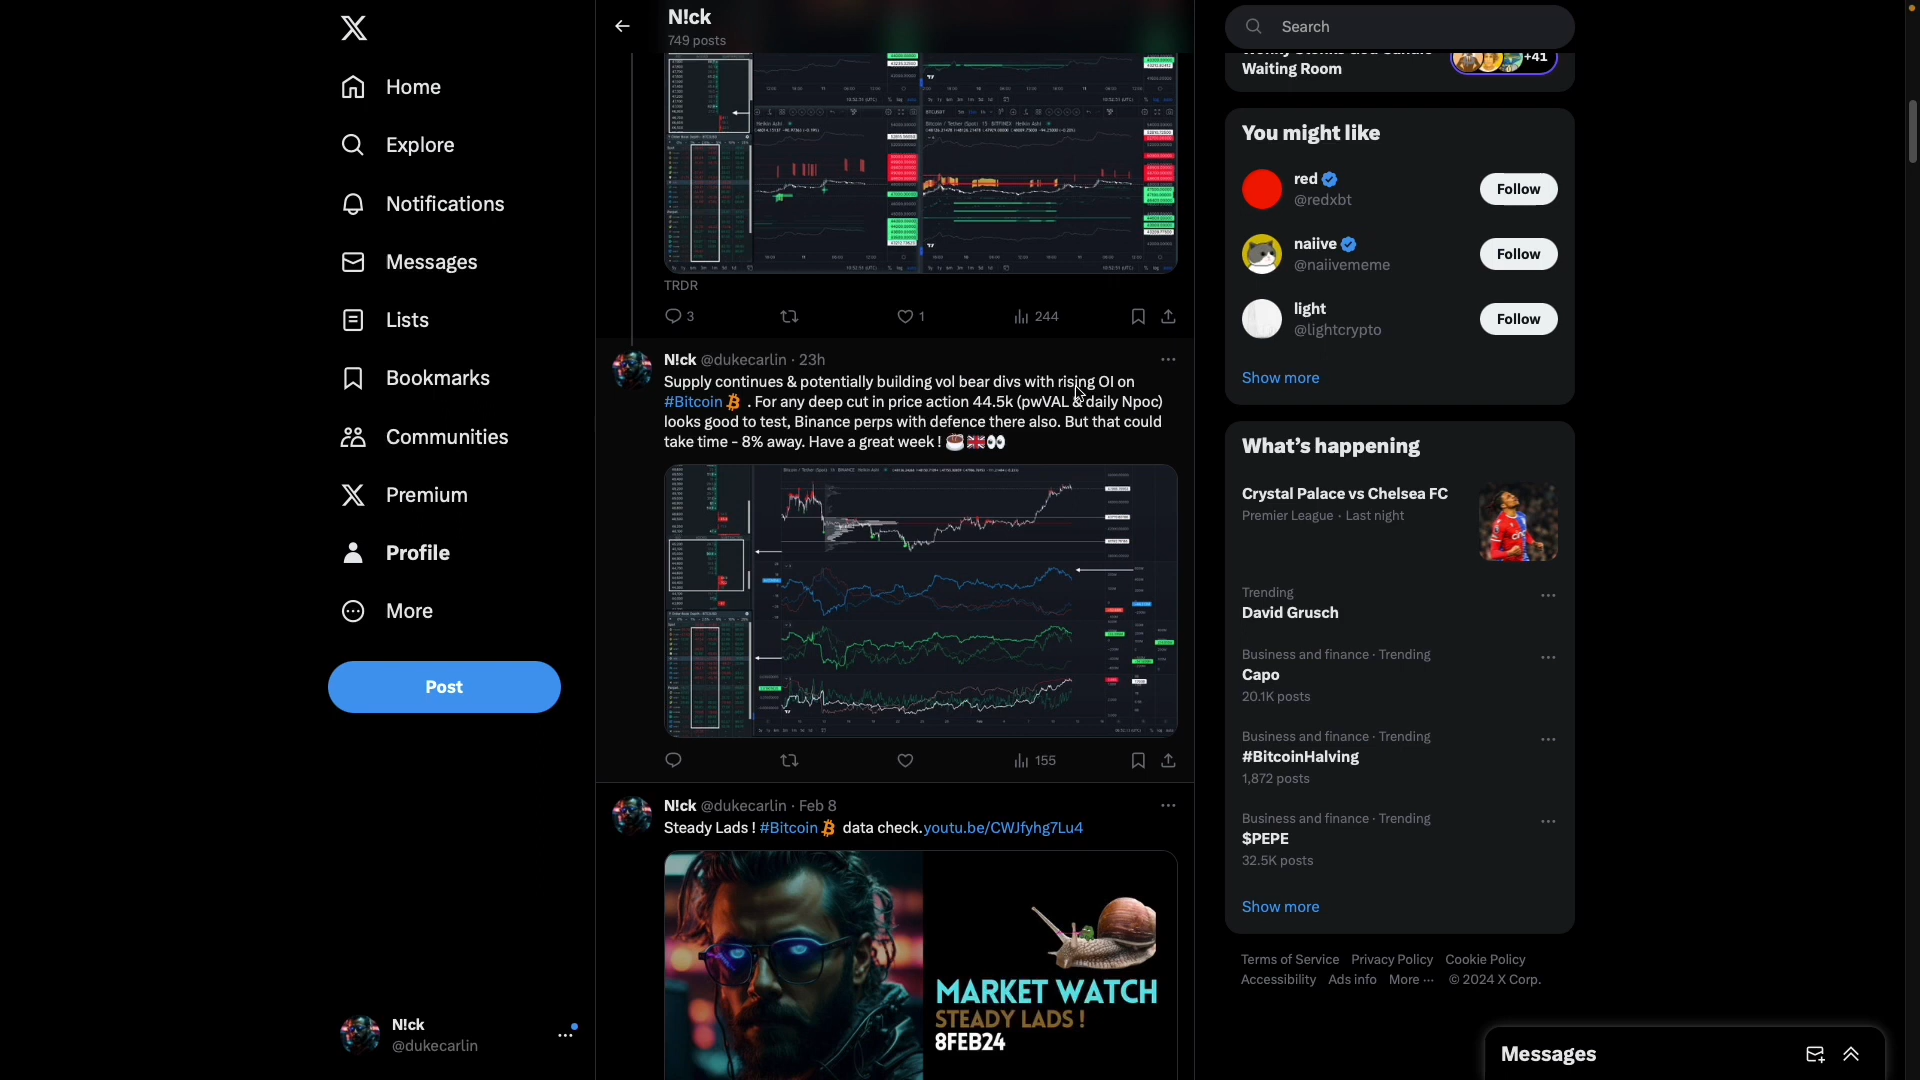 Home
Explore
Notifications
Messages
Lists
Bookmarks
Communities
Premium
Profile
More
Post
N!ck
@dukecarlin
N!ck
749 posts
TRDR
3
1
244
N!ck @dukecarlin · 23h
Supply continues & potentially building vol bear divs with rising OI on
#Bitcoin . For any deep cut in price action 44.5k (pwVAL & daily Npoc)
looks good to test, Binance perps with defence there also. But that could
take time - 8% away. Have a great week ! ☕🇬🇧👀
155
N!ck @dukecarlin · Feb 8
Steady Lads ! #Bitcoin data check.youtu.be/CWJfyhg7Lu4
MARKET WATCH
STEADY LADS !
8FEB24
Search
Waiting Room
+41
You might like
red
@redxbt
Follow
naiive
@naiivememe
Follow
light
@lightcrypto
Follow
Show more
What's happening
Crystal Palace vs Chelsea FC
Premier League · Last night
Trending
David Grusch
Business and finance · Trending
Capo
20.1K posts
Business and finance · Trending
#BitcoinHalving
1,872 posts
Business and finance · Trending
$PEPE
32.5K posts
Show more
Terms of Service Privacy Policy Cookie Policy
Accessibility Ads info More ··· © 2024 X Corp.
Messages